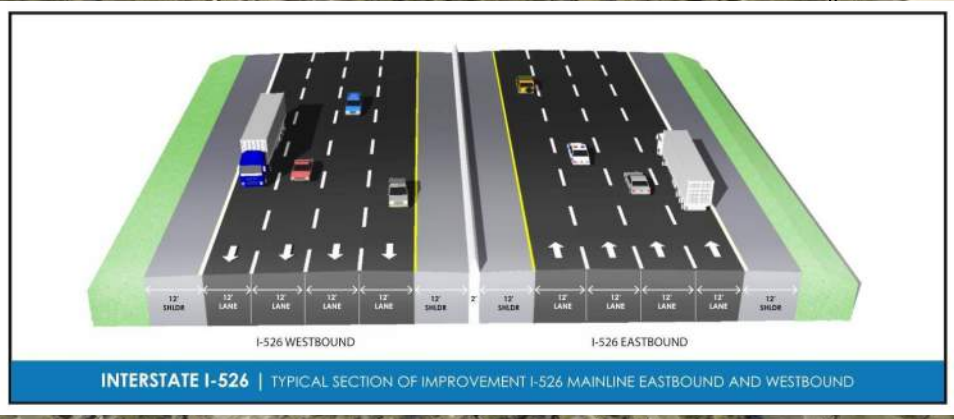 12' SHLDR
12' LANE
12' LANE
12' LANE
12' LANE
12' SHLDR
2'
12' SHLDR
12' LANE
12' LANE
12' LANE
12' LANE
12' SHLDR
I-526 WESTBOUND
I-526 EASTBOUND
INTERSTATE I-526 | TYPICAL SECTION OF IMPROVEMENT I-526 MAINLINE EASTBOUND AND WESTBOUND